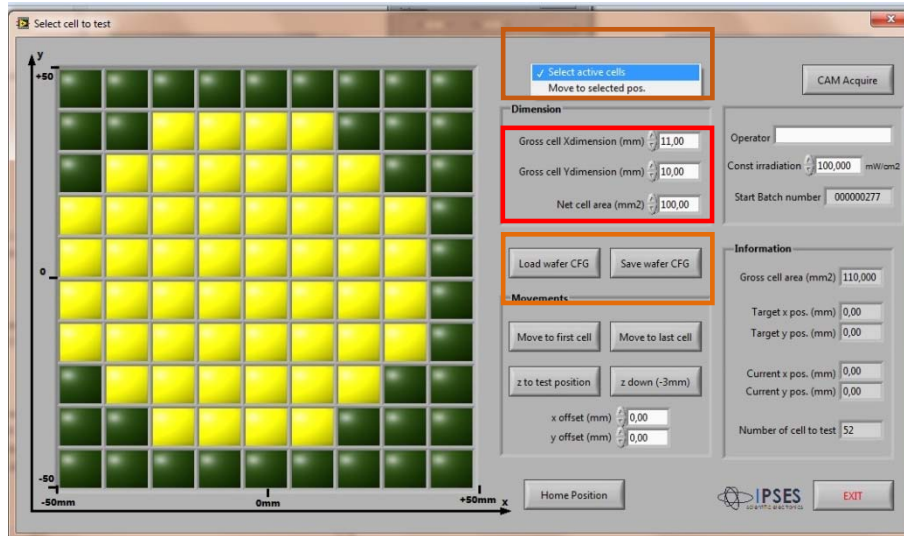 Select cell to test
y
+50
0
-50
-50mm
0mm
+50mm
x
✓ Select active cells
Move to selected pos.
CAM Acquire
Dimension
Gross cell Xdimension (mm) 11,00
Gross cell Ydimension (mm) 10,00
Net cell area (mm2) 100,00
Operator
Const irradiation 100,000 mW/cm2
Start Batch number 000000277
Load wafer CFG
Save wafer CFG
Movements
Move to first cell
Move to last cell
z to test position
z down (-3mm)
x offset (mm) 0,00
y offset (mm) 0,00
Information
Gross cell area (mm2) 110,000
Target x pos. (mm) 0,00
Target y pos. (mm) 0,00
Current x pos. (mm) 0,00
Current y pos. (mm) 0,00
Number of cell to test 52
Home Position
IPSES
scientific electronics
EXIT